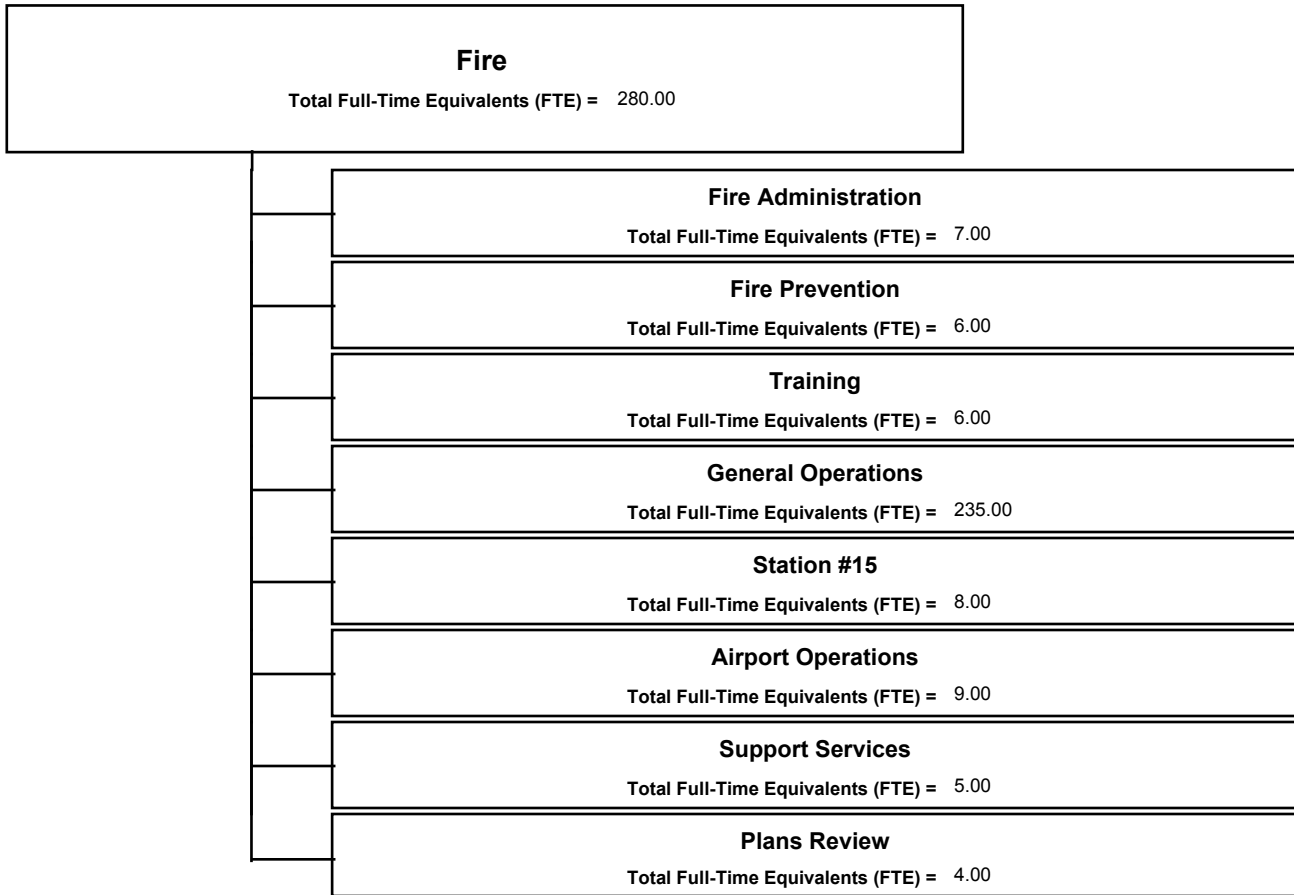 Fire
Total Full-Time Equivalents (FTE) = 280.00
Fire Administration
Total Full-Time Equivalents (FTE) = 7.00
Fire Prevention
Total Full-Time Equivalents (FTE) = 6.00
Training
Total Full-Time Equivalents (FTE) = 6.00
General Operations
Total Full-Time Equivalents (FTE) = 235.00
Station #15
Total Full-Time Equivalents (FTE) = 8.00
Airport Operations
Total Full-Time Equivalents (FTE) = 9.00
Support Services
Total Full-Time Equivalents (FTE) = 5.00
Plans Review
Total Full-Time Equivalents (FTE) = 4.00